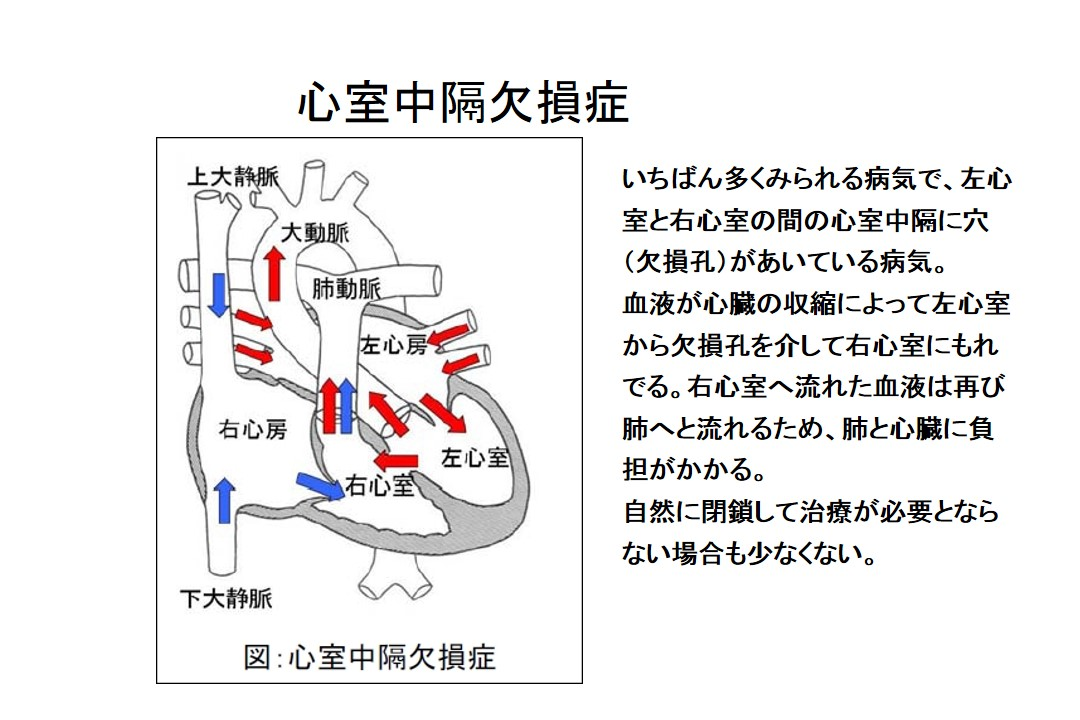 心室中隔欠損症
上大静脈
大動脈
肺動脈
左心房
右心房
左心室
右心室
下大静脈
図:心室中隔欠損症
いちばん多くみられる病気で、左心
室と右心室の間の心室中隔に穴
(欠損孔)があいている病気。
血液が心臓の収縮によって左心室
から欠損孔を介して右心室にもれ
でる。右心室へ流れた血液は再び
肺へと流れるため、肺と心臓に負
担がかかる。
自然に閉鎖して治療が必要となら
ない場合も少なくない。